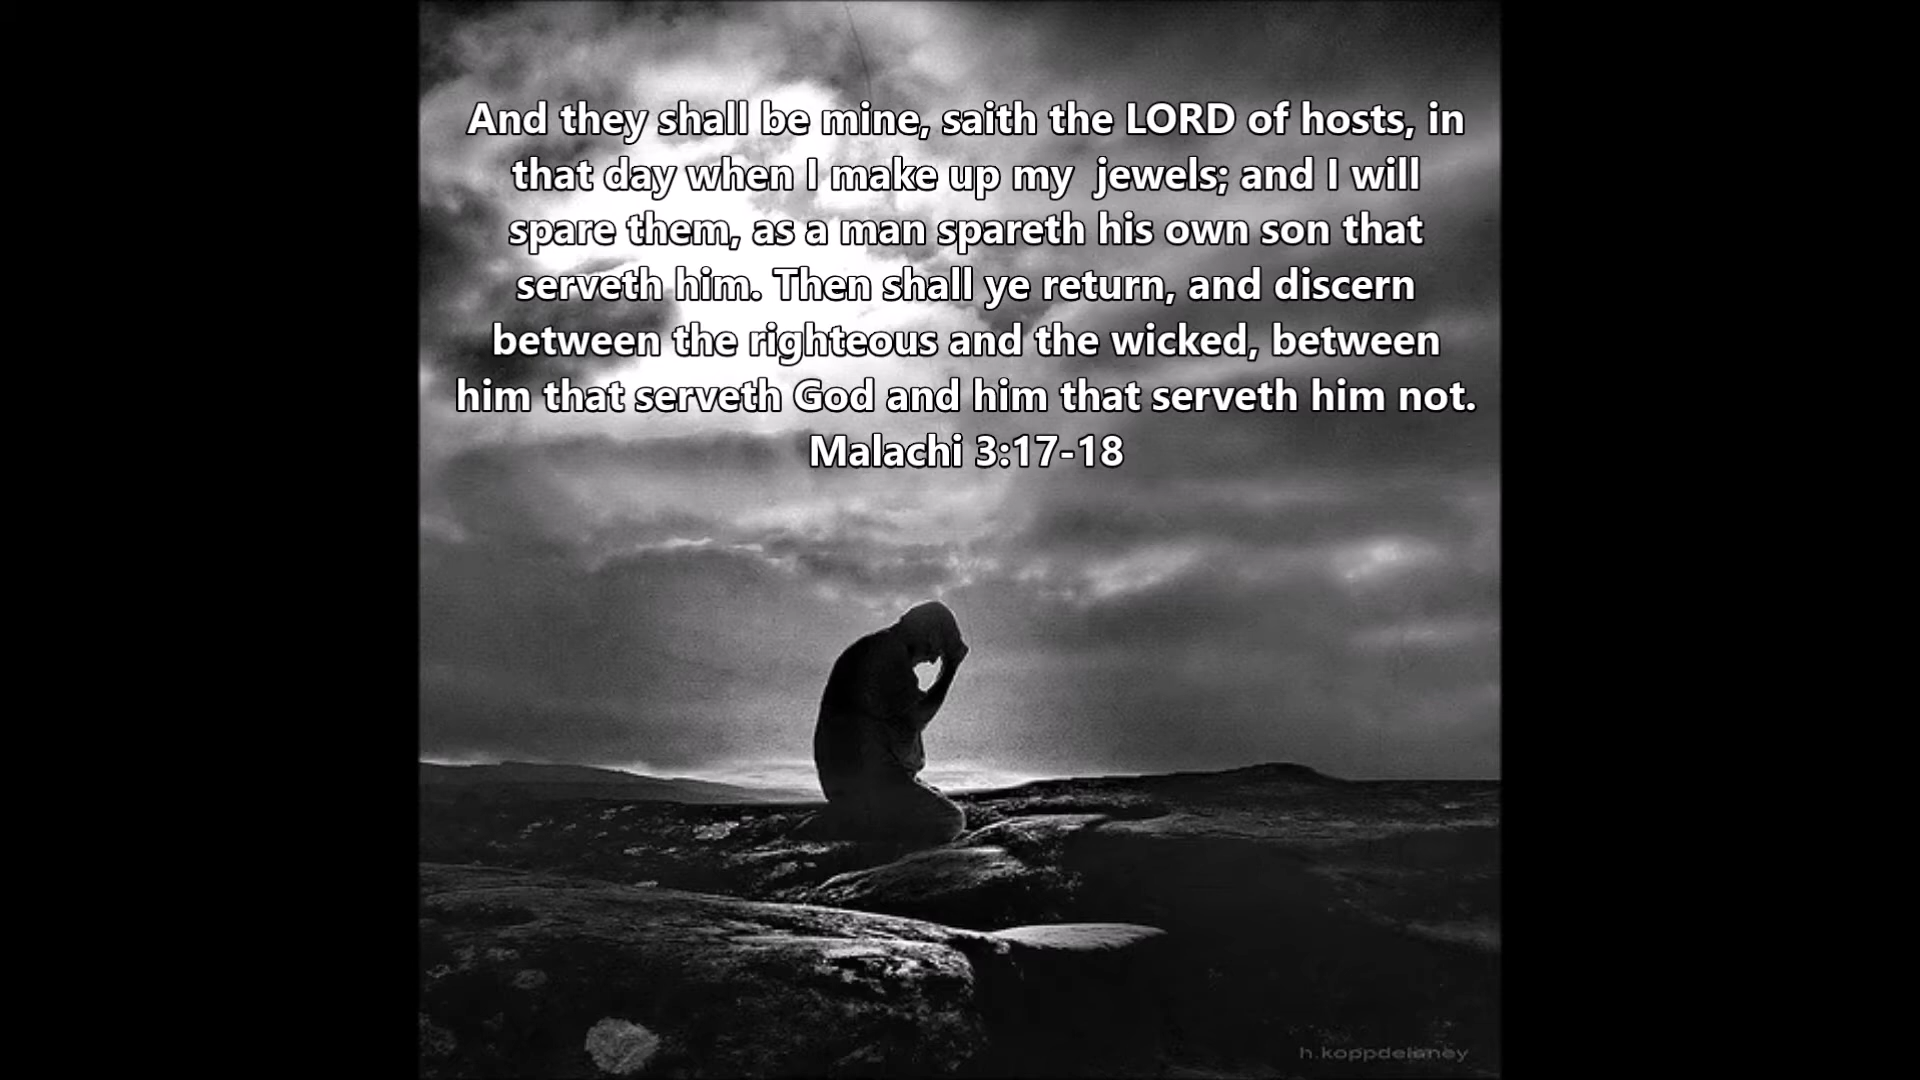 And they shall be mine, saith the LORD of hosts, in
that day when I make up my  jewels; and I will
spare them, as a man spareth his own son that
serveth him. Then shall ye return, and discern
between the righteous and the wicked, between
him that serveth God and him that serveth him not.
Malachi 3:17-18
h.koppdelaney